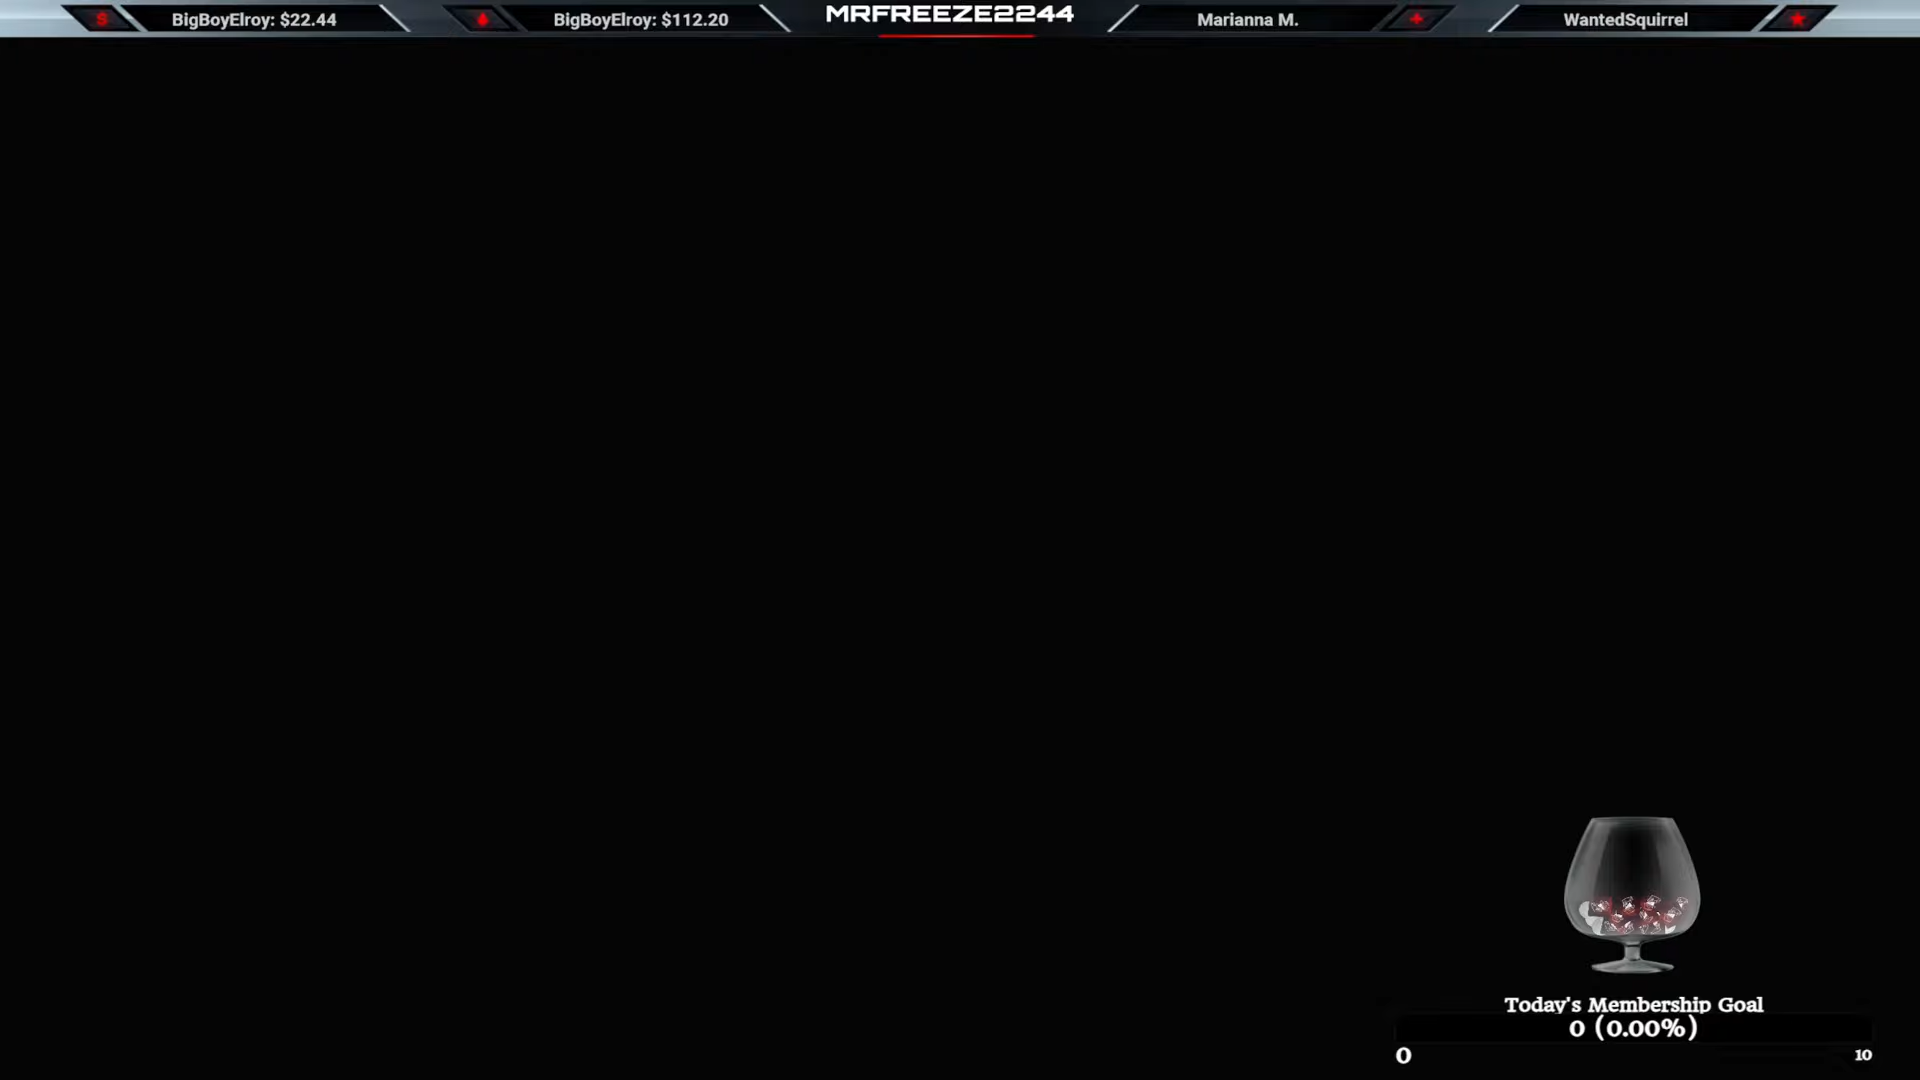 BigBoyElroy: $22.44
BigBoyElroy: $112.20
MRFREEZE2244
Marianna M.
WantedSquirrel
Today's Membership Goal
0 (0.00%)
0
10